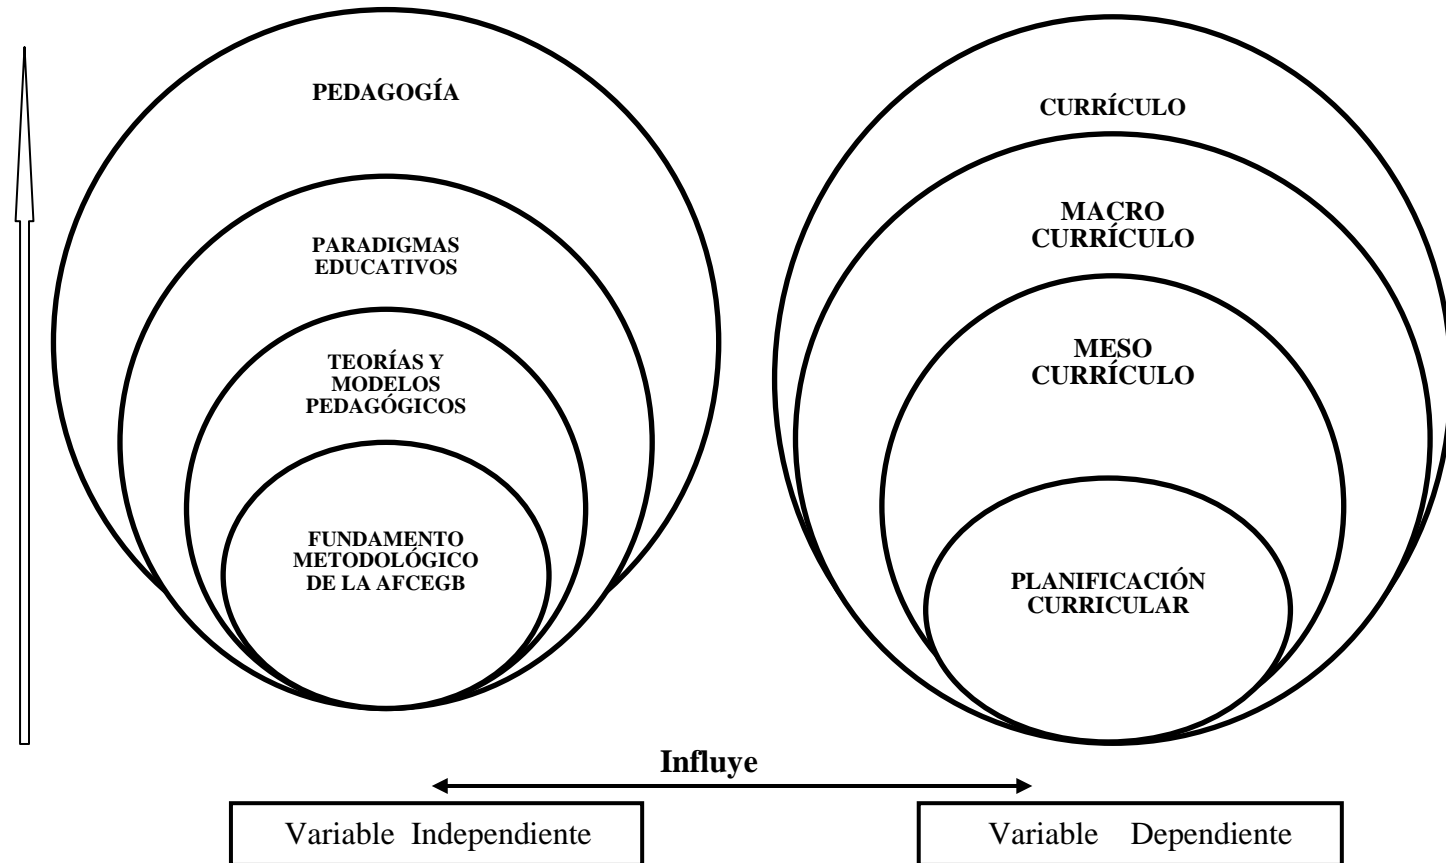 PEDAGOGÍA
PARADIGMAS
EDUCATIVOS
TEORÍAS Y
MODELOS
PEDAGÓGICOS
FUNDAMENTO
METODOLÓGICO
DE LA AFCEGB
CURRÍCULO
MACRO
CURRÍCULO
MESO
CURRÍCULO
PLANIFICACIÓN
CURRICULAR
Influye
Variable Independiente
Variable Dependiente